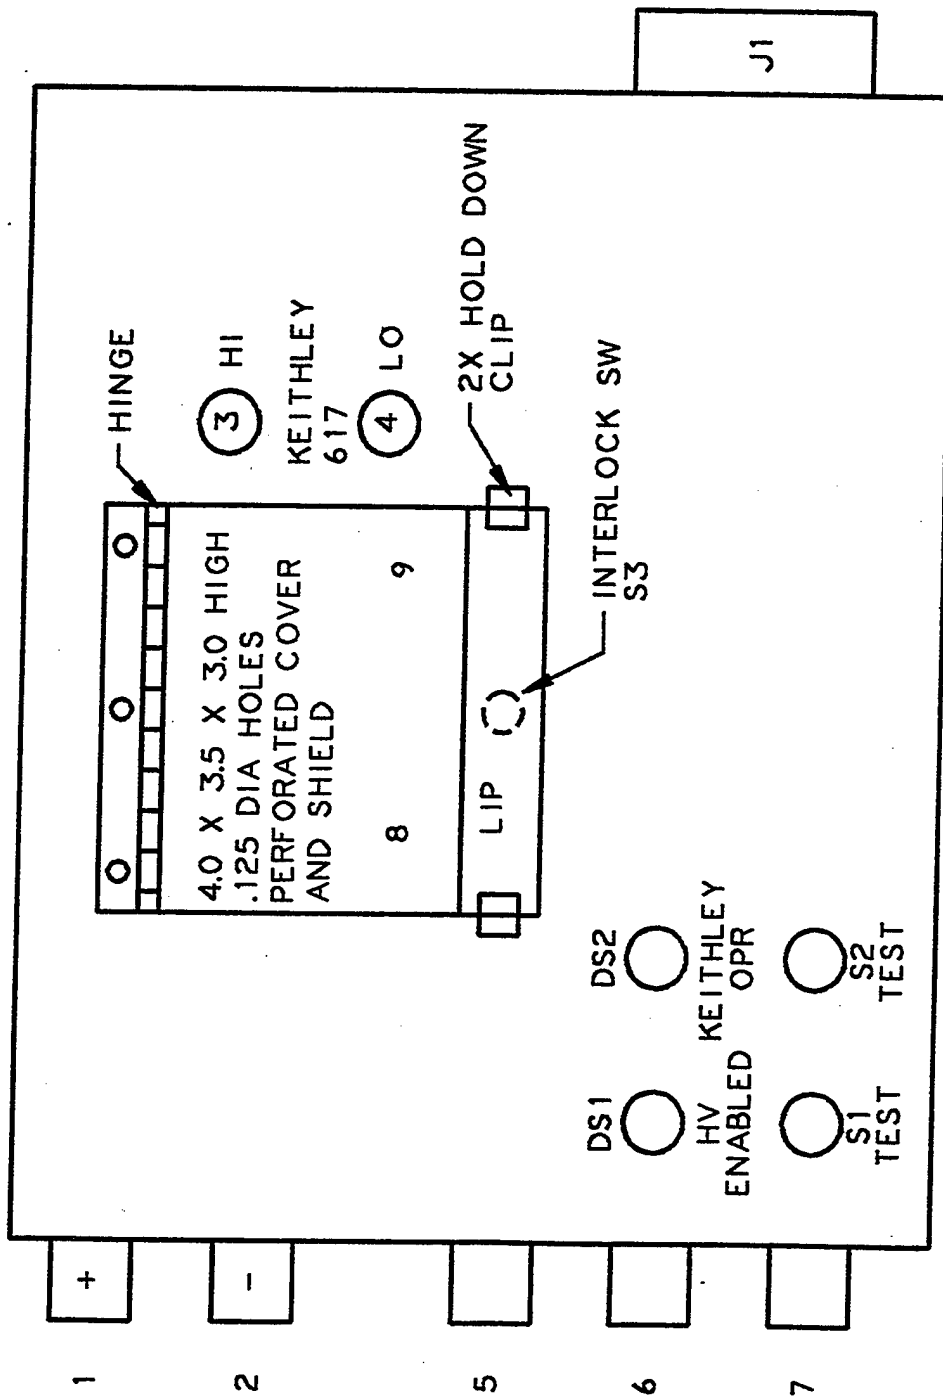 J1
HINGE
3
HI
KEITHLEY
617
4
LO
2X HOLD DOWN
CLIP
INTERLOCK SW
S3
4.0 X 3.5 X 3.0 HIGH
.125 DIA HOLES
PERFORATED COVER
AND SHIELD
8
9
LIP
DS1
HV
ENABLED
S1
TEST
DS2
KEITHLEY
OPR
S2
TEST
1
+
2
-
5
6
7